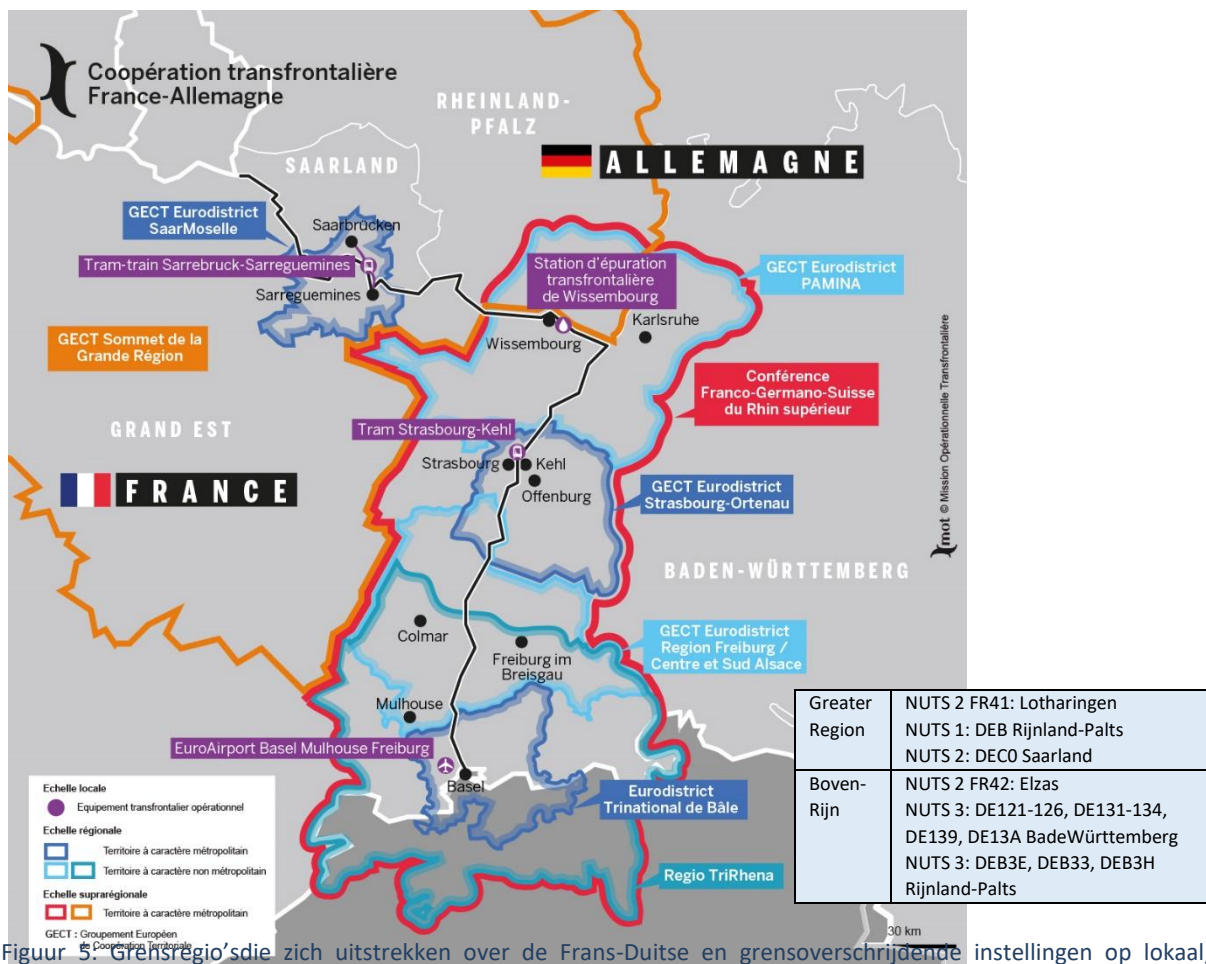 Coopération transfrontalière
France-Allemagne
RHEINLAND-
PFALZ
SAARLAND
ALLEMAGNE
GECT Eurodistrict
SaarMoselle
Saarbrücken
Tram-train Sarrebruck-Sarreguemines
Sarreguemines
Station d'épuration
transfrontalière
de Wissembourg
GECT Eurodistrict
PAMINA
Karlsruhe
Wissembourg
GECT Sommet de la
Grande Région
Conférence
Franco-Germano-Suisse
du Rhin supérieur
GRAND EST
Tram Strasbourg-Kehl
Strasbourg
Kehl
Offenburg
FRANCE
GECT Eurodistrict
Strasbourg-Ortenau
mot © Mission Opérationnelle Transfrontalière
BADEN-WÜRTTEMBERG
Colmar
Freiburg im
Breisgau
GECT Eurodistrict
Region Freiburg /
Centre et Sud Alsace
Mulhouse
EuroAirport Basel Mulhouse Freiburg
Basel
Eurodistrict
Trinational de Bâle
Regio TriRhena
Echelle locale
Equipement transfrontalier opérationnel
Echelle régionale
Territoire à caractère métropolitain
Territoire à caractère non métropolitain
Echelle suprarégionale
Territoire à caractère métropolitain
GECT : Groupement Européen
de Coopération Territoriale
30 km
Greater
Region
NUTS 2 FR41: Lotharingen
NUTS 1: DEB Rijnland-Palts
NUTS 2: DEC0 Saarland
Boven-
Rijn
NUTS 2 FR42: Elzas
NUTS 3: DE121-126, DE131-134,
DE139, DE13A BadeWürttemberg
NUTS 3: DEB3E, DEB33, DEB3H
Rijnland-Palts
Figuur 5: Grensregio'sdie zich uitstrekken over de Frans-Duitse en grensoverschrijdende instellingen op lokaal